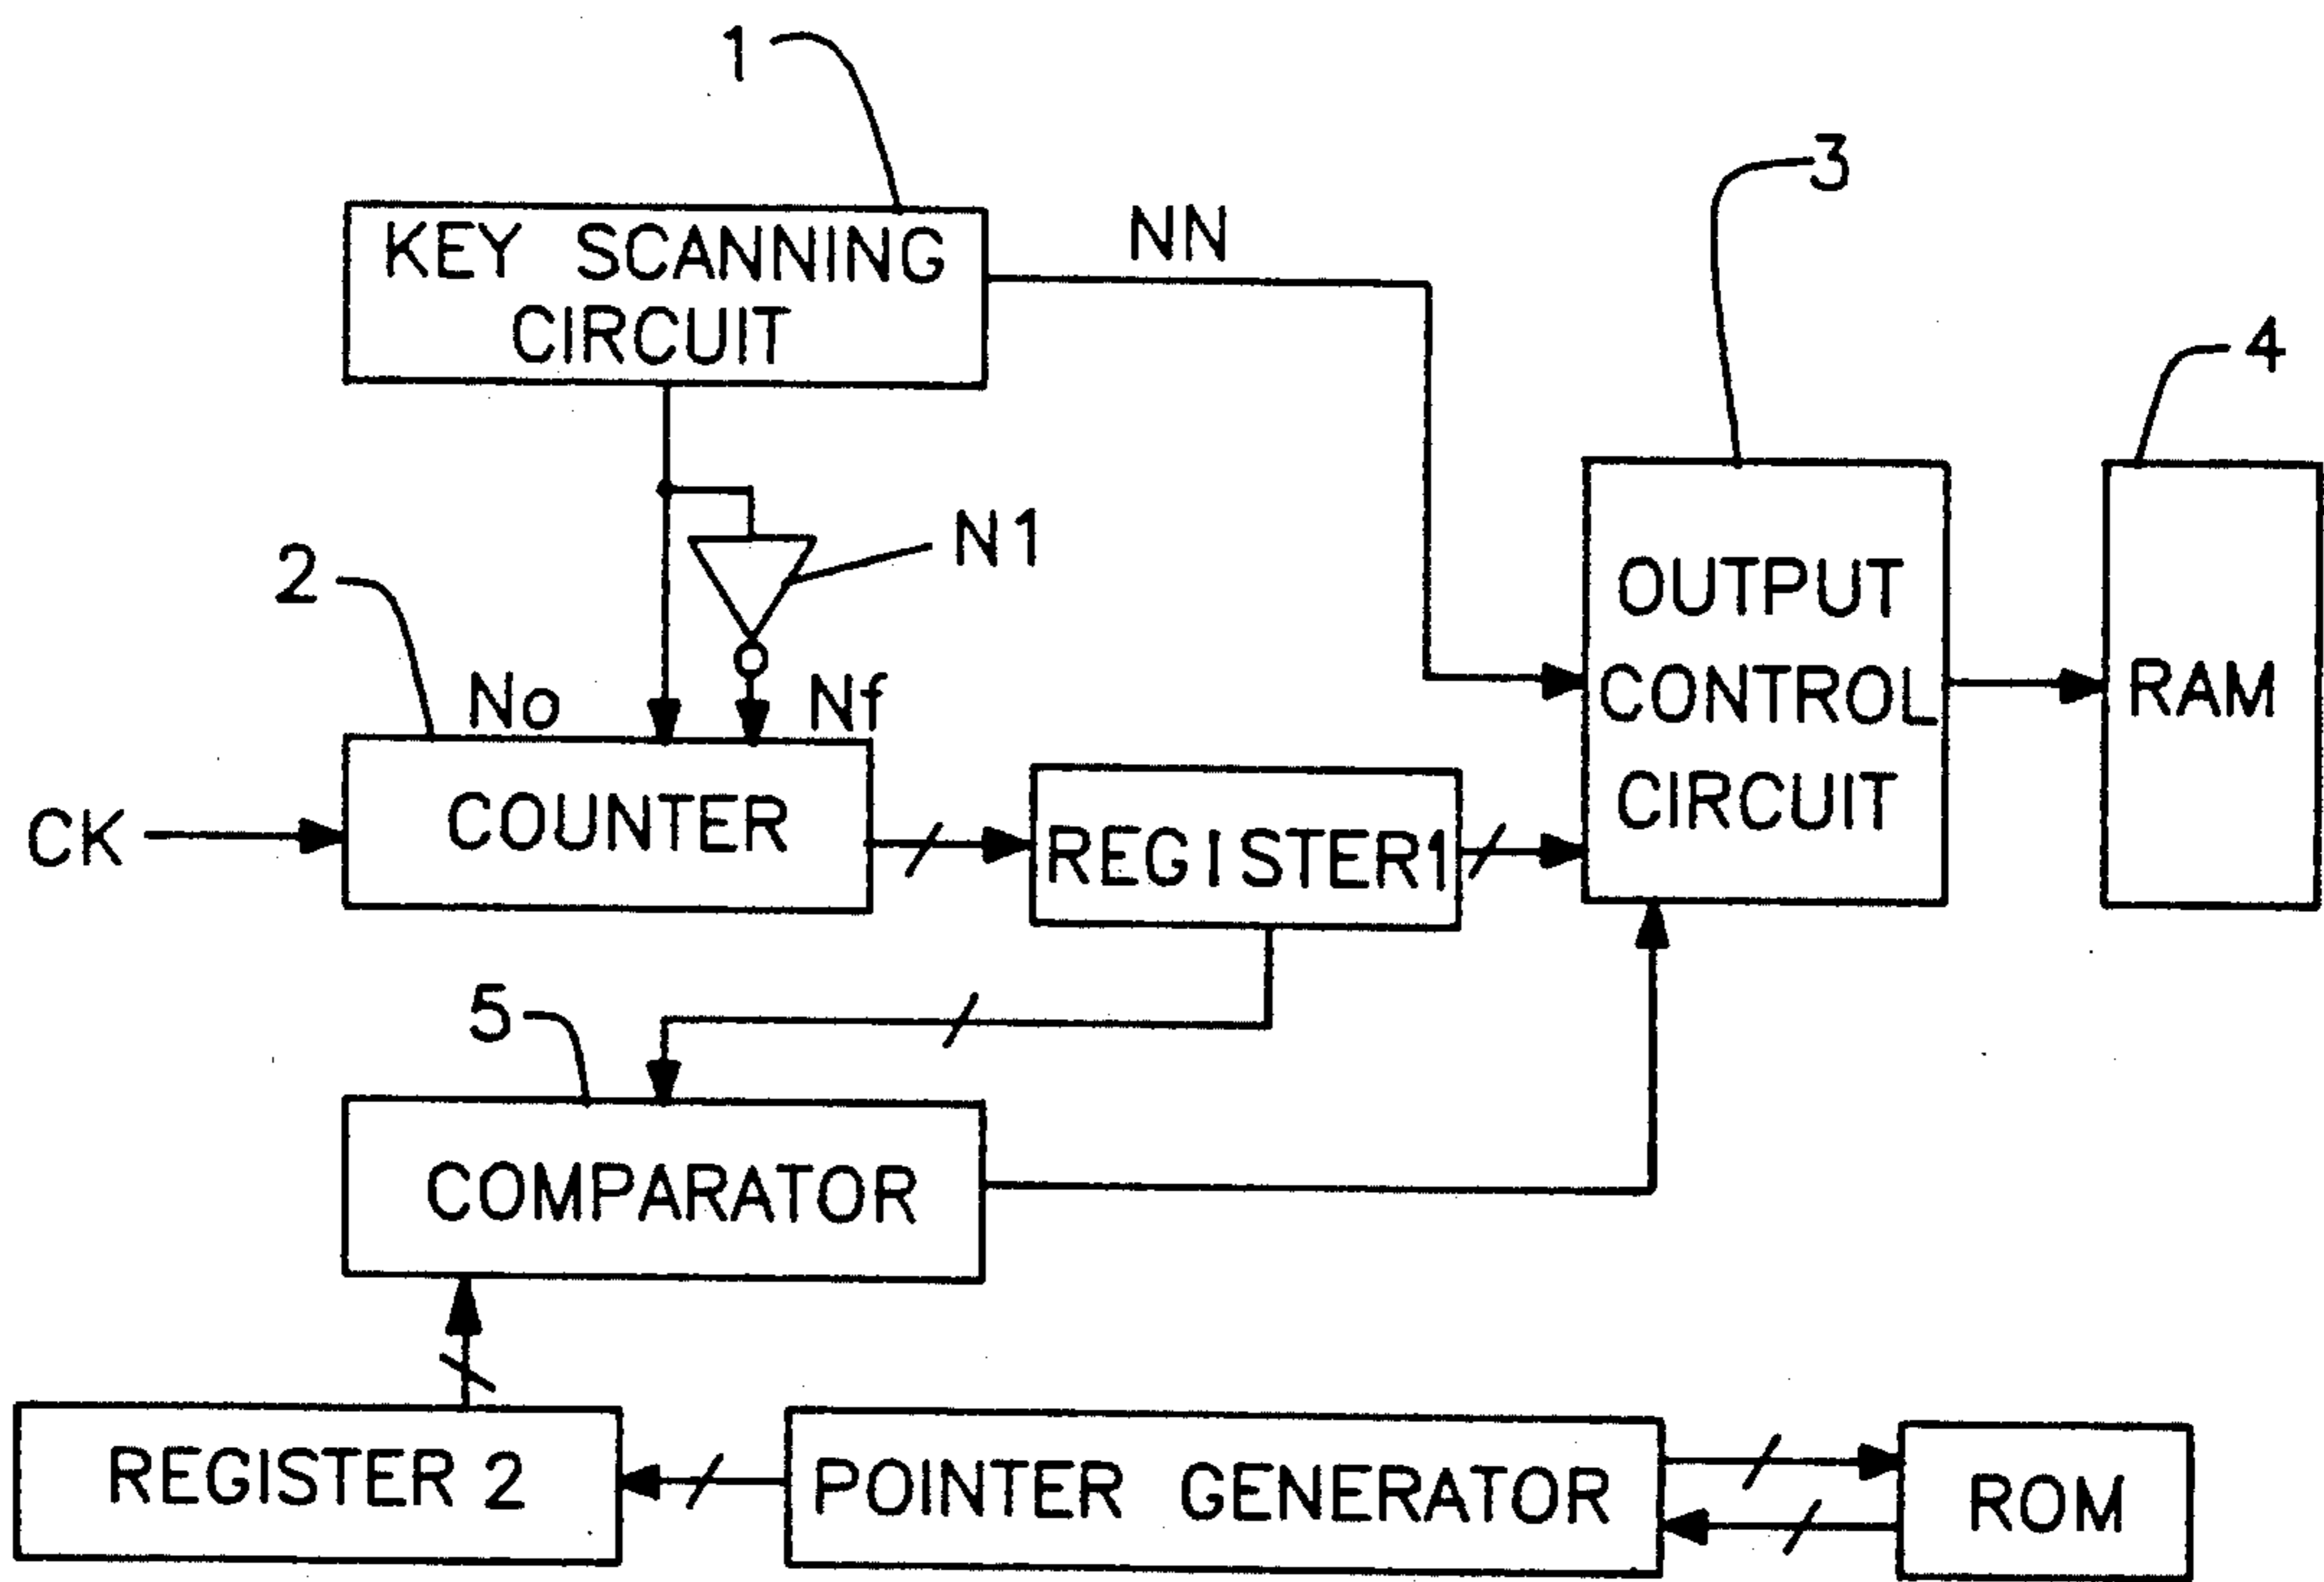 1
3
KEY SCANNING
CIRCUIT
NN
4
N1
2
OUTPUT
CONTROL
CIRCUIT
RAM
No
Nf
CK
COUNTER
REGISTER1
5
COMPARATOR
REGISTER 2
POINTER GENERATOR
ROM